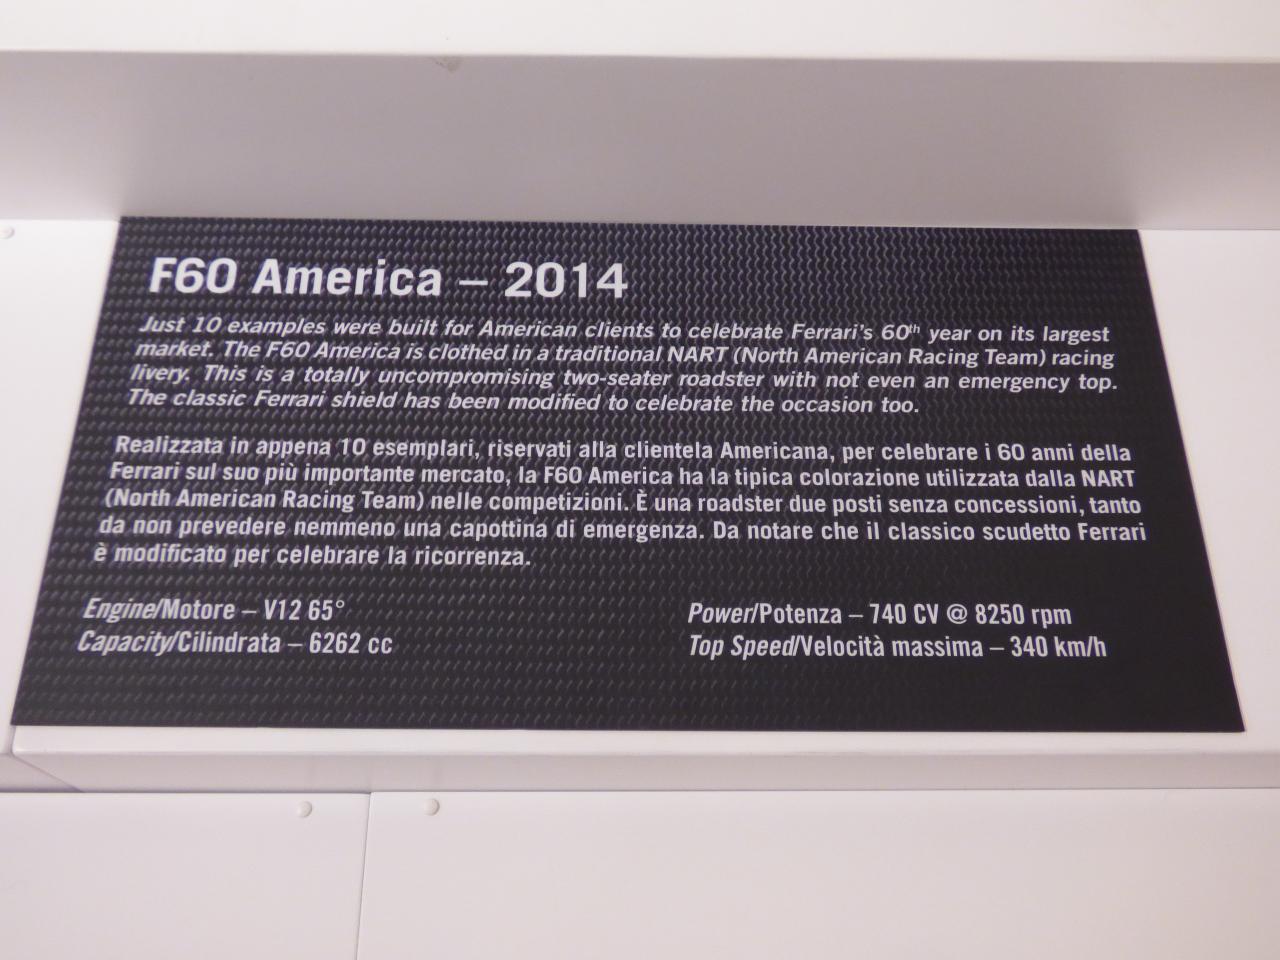 F60 America – 2014
Just 10 examples were built for American clients to celebrate Ferrari's 60th year on its largest
market. The F60 America is clothed in a traditional NART (North American Racing Team) racing
livery. This is a totally uncompromising two-seater roadster with not even an emergency top.
The classic Ferrari shield has been modified to celebrate the occasion too.
Realizzata in appena 10 esemplari, riservati alla clientela Americana, per celebrare i 60 anni della
Ferrari sul suo più importante mercato, la F60 America ha la tipica colorazione utilizzata dalla NART
(North American Racing Team) nelle competizioni. È una roadster due posti senza concessioni, tanto
da non prevedere nemmeno una capottina di emergenza. Da notare che il classico scudetto Ferrari
è modificato per celebrare la ricorrenza.
Engine/Motore – V12 65°
Capacity/Cilindrata – 6262 cc
Power/Potenza – 740 CV @ 8250 rpm
Top Speed/Velocità massima – 340 km/h